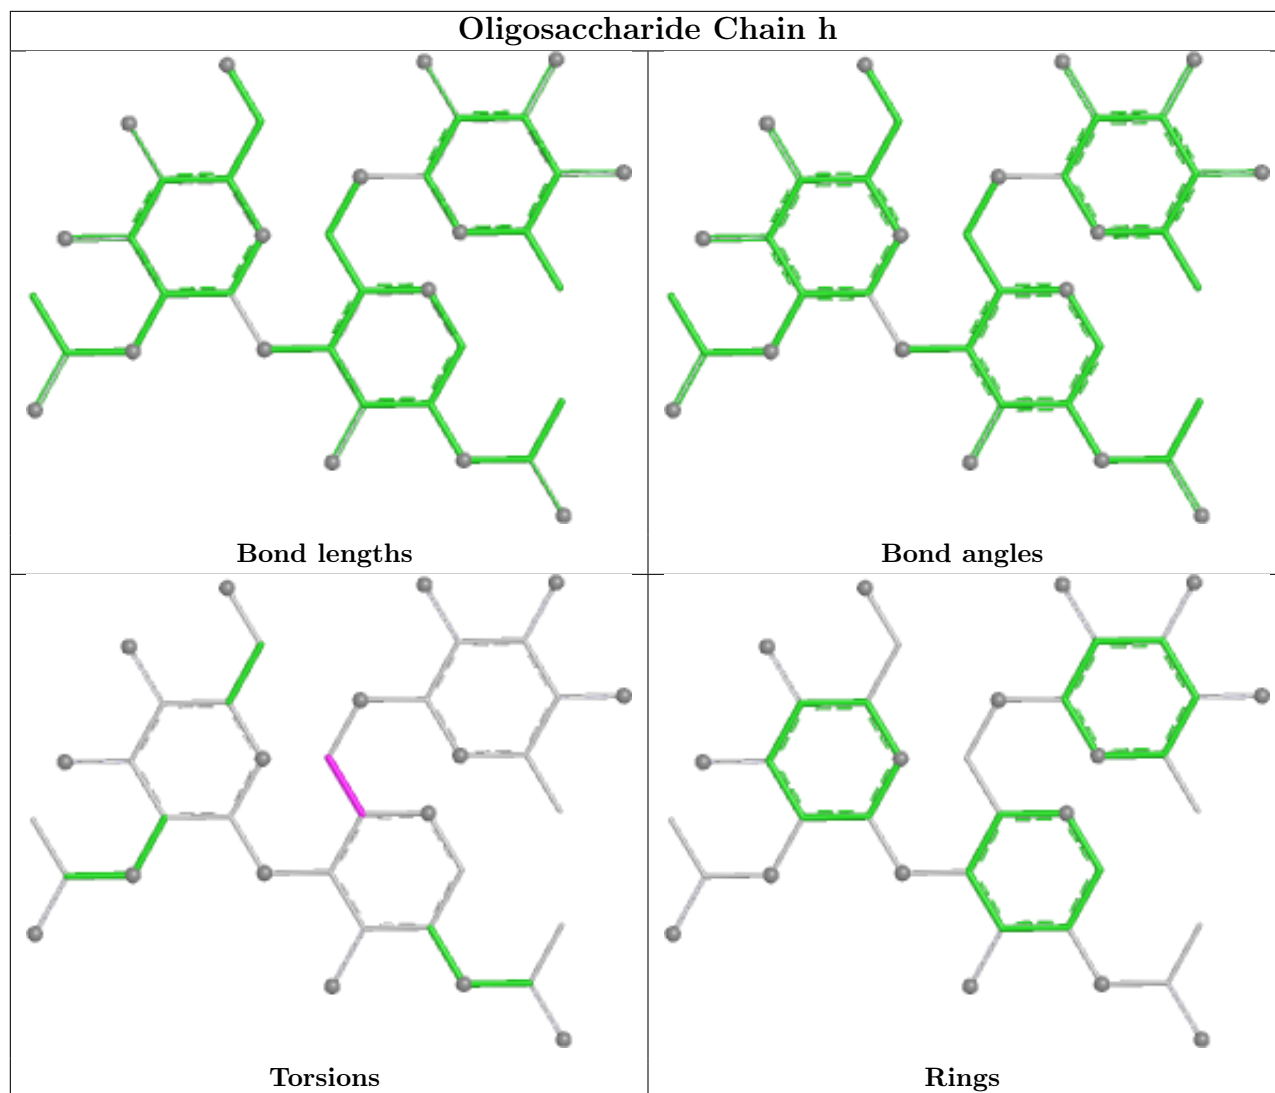 Oligosaccharide Chain h
Bond lengths
Bond angles
Torsions
Rings